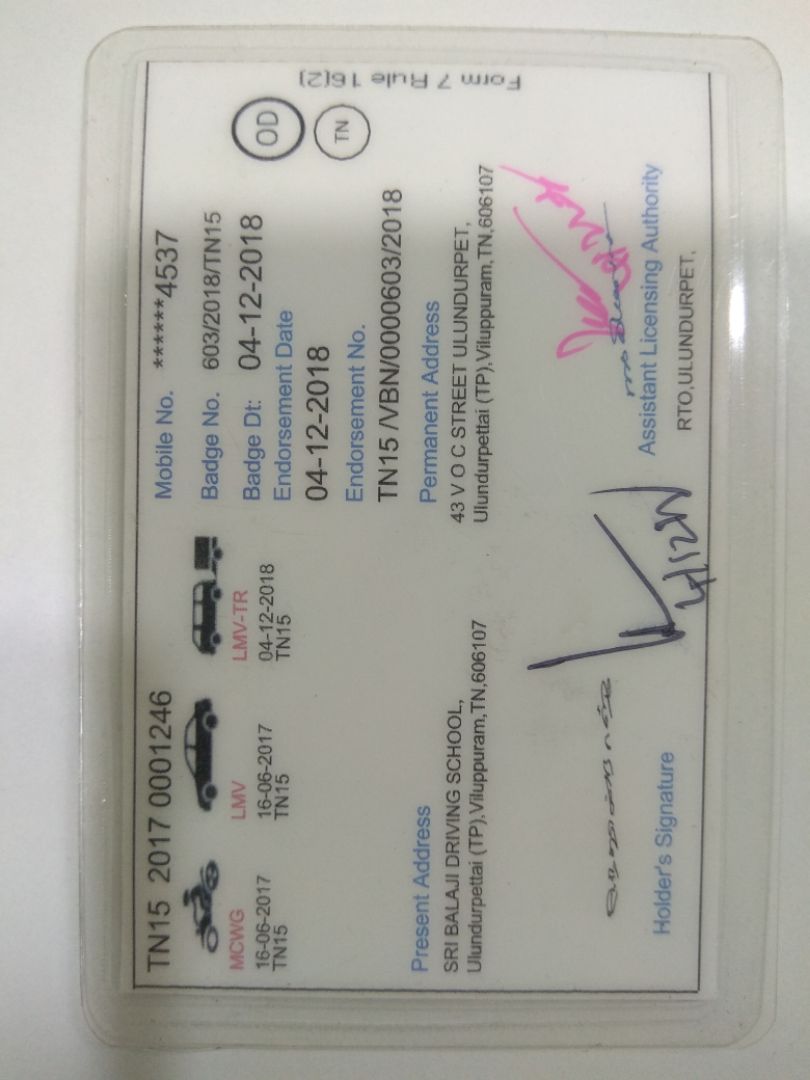 Form 7 Rule 16(2)
TN15 2017 0001246
MCWG
16-06-2017
TN15
LMV
16-06-2017
TN15
LMV-TR
04-12-2018
TN15
Mobile No. ******4537
Badge No. 603/2018/TN15
Badge Dt: 04-12-2018
Endorsement Date
04-12-2018
Endorsement No.
TN15 /VBN/0000603/2018
OD
TN
Present Address
SRI BALAJI DRIVING SCHOOL,
Ulundurpettai (TP),Viluppuram,TN,606107
Permanent Address
43 V O C STREET ULUNDURPET,
Ulundurpettai (TP),Viluppuram,TN,606107
Holder's Signature
Assistant Licensing Authority
RTO,ULUNDURPET,